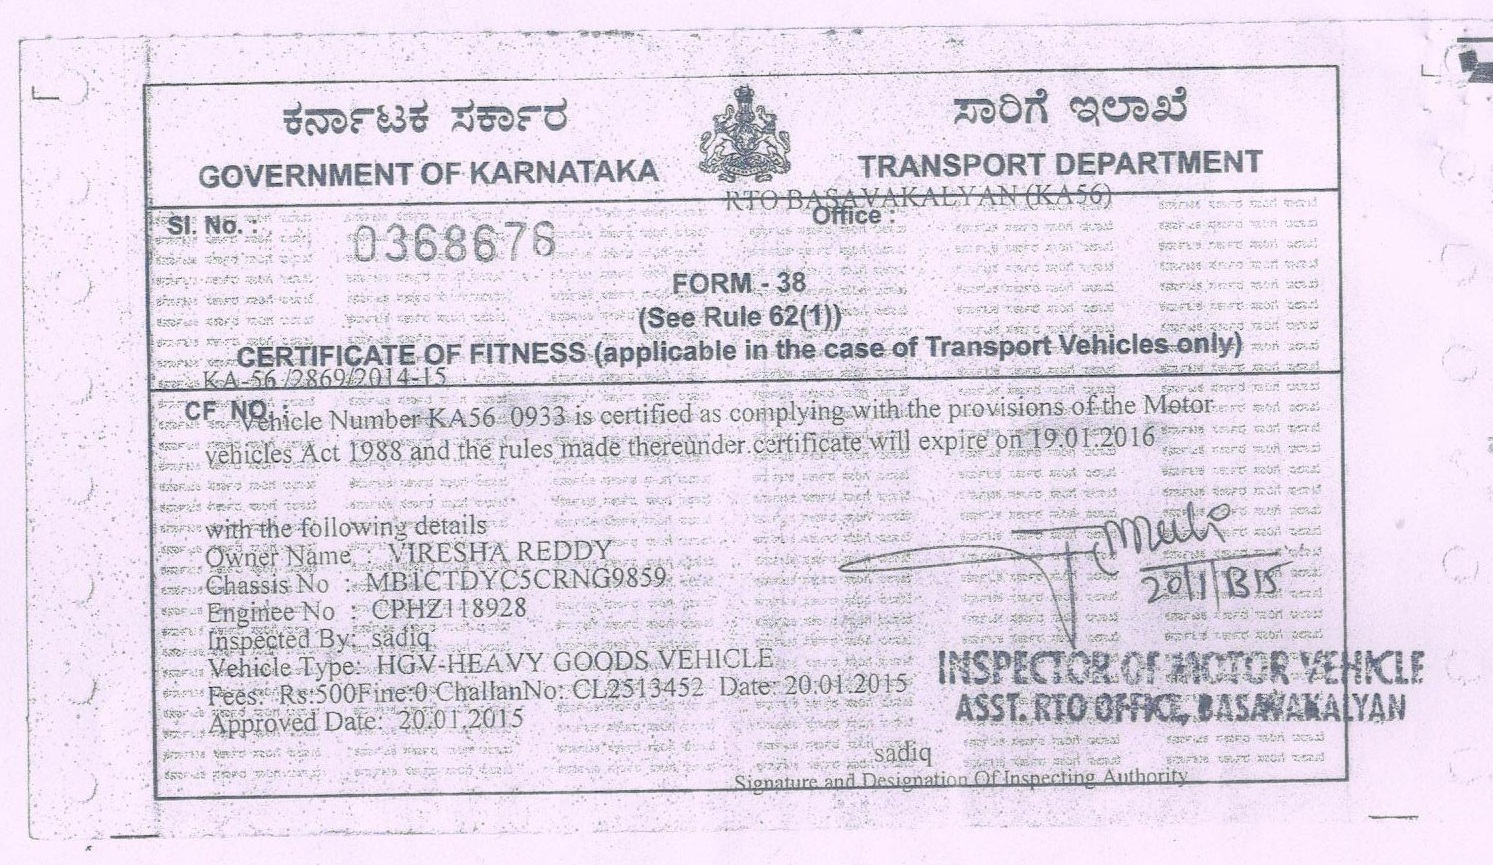 ಕರ್ನಾಟಕ ಸರ್ಕಾರ
ಸಾರಿಗೆ ಇಲಾಖೆ
GOVERNMENT OF KARNATAKA
TRANSPORT DEPARTMENT
RTO BASAVAKALYAN (KA56)
Sl. No. : 0368676
Office :
FORM - 38
(See Rule 62(1))
CERTIFICATE OF FITNESS (applicable in the case of Transport Vehicles only)
KA-56 /2869/2014-15
CF NO. :
Vehicle Number KA56 0933 is certified as complying with the provisions of the Motor
vehicles Act 1988 and the rules made thereunder.certificate will expire on 19.01.2016
with the following details
Owner Name : VIRESHA REDDY
Chassis No : MB1CTDYC5CRNG9859
Enginee No : CPHZ118928
Inspected By: sadiq
Vehicle Type: HGV-HEAVY GOODS VEHICLE
Fees: Rs:500Fine:0 ChallanNo: CL2513452 Date: 20.01.2015
Approved Date: 20.01.2015
INSPECTOR OF MOTOR VEHICLE
ASST. RTO OFFICE, BASAVAKALYAN
sadiq
Signature and Designation Of Inspecting Authority